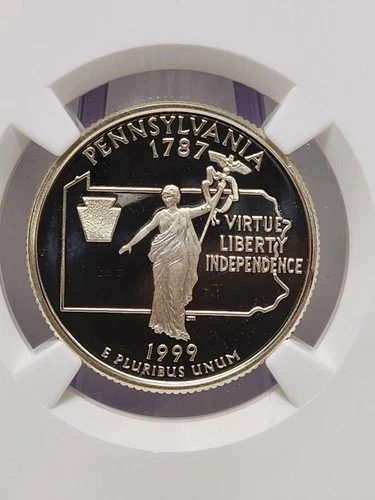 PENNSYLVANIA
1787
VIRTUE
LIBERTY
INDEPENDENCE
1999
E PLURIBUS UNUM